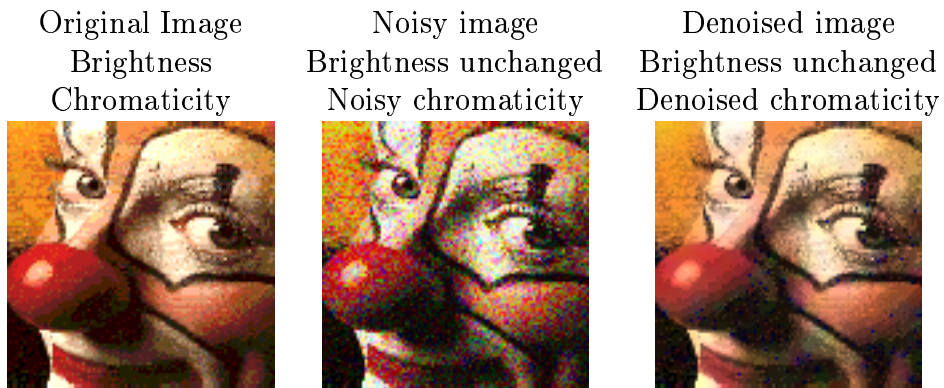 Original Image
Brightness
Chromaticity
Noisy image
Brightness unchanged
Noisy chromaticity
Denoised image
Brightness unchanged
Denoised chromaticity